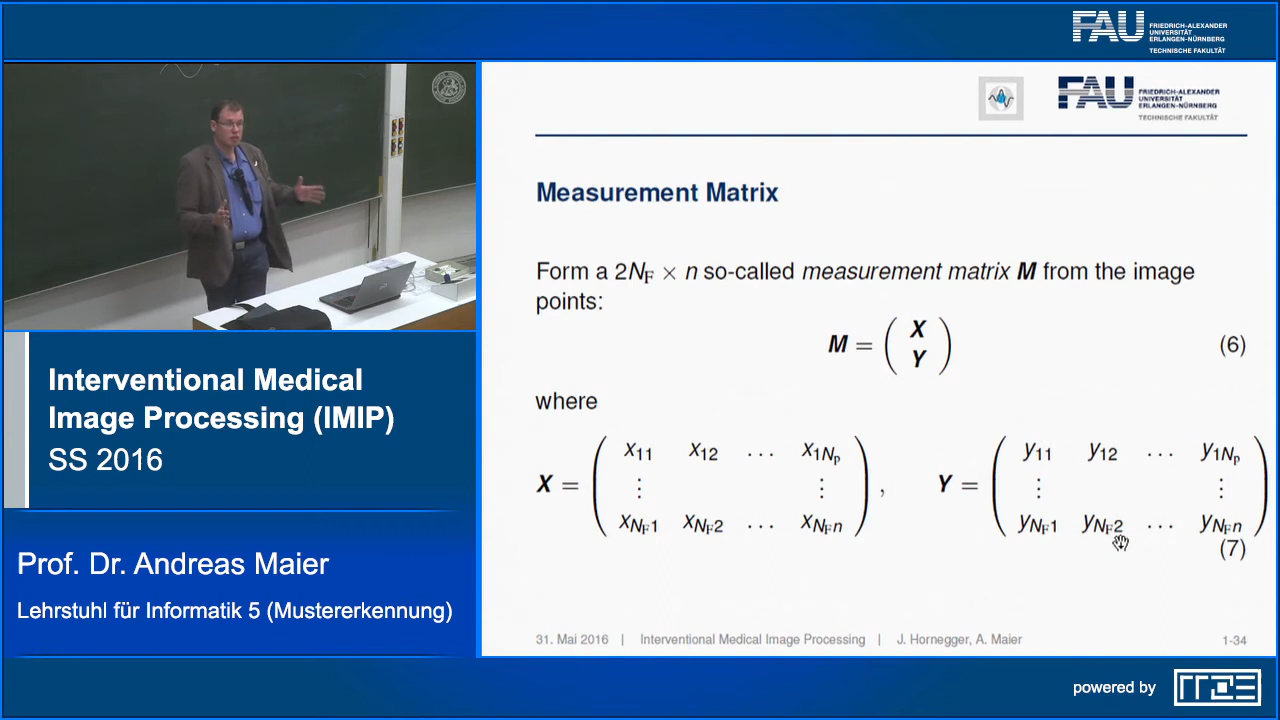 FAU FRIEDRICH-ALEXANDER
UNIVERSITÄT
ERLANGEN-NÜRNBERG
TECHNISCHE FAKULTÄT
FAU FRIEDRICH-ALEXANDER
UNIVERSITÄT
ERLANGEN-NÜRNBERG
TECHNISCHE FAKULTÄT
Measurement Matrix
Form a 2N_F × n so-called measurement matrix M from the image
points:
M = ( X
Y ) (6)
where
X = ( x_11 x_12 … x_1N_p
⋮ ⋮
x_N_F1 x_N_F2 … x_N_Fn ) , Y = ( y_11 y_12 … y_1N_p
⋮ ⋮
y_N_F1 y_N_F2 … y_N_Fn )
(7)
31. Mai 2016 | Interventional Medical Image Processing | J. Hornegger, A. Maier 1-34
Interventional Medical
Image Processing (IMIP)
SS 2016
Prof. Dr. Andreas Maier
Lehrstuhl für Informatik 5 (Mustererkennung)
powered by